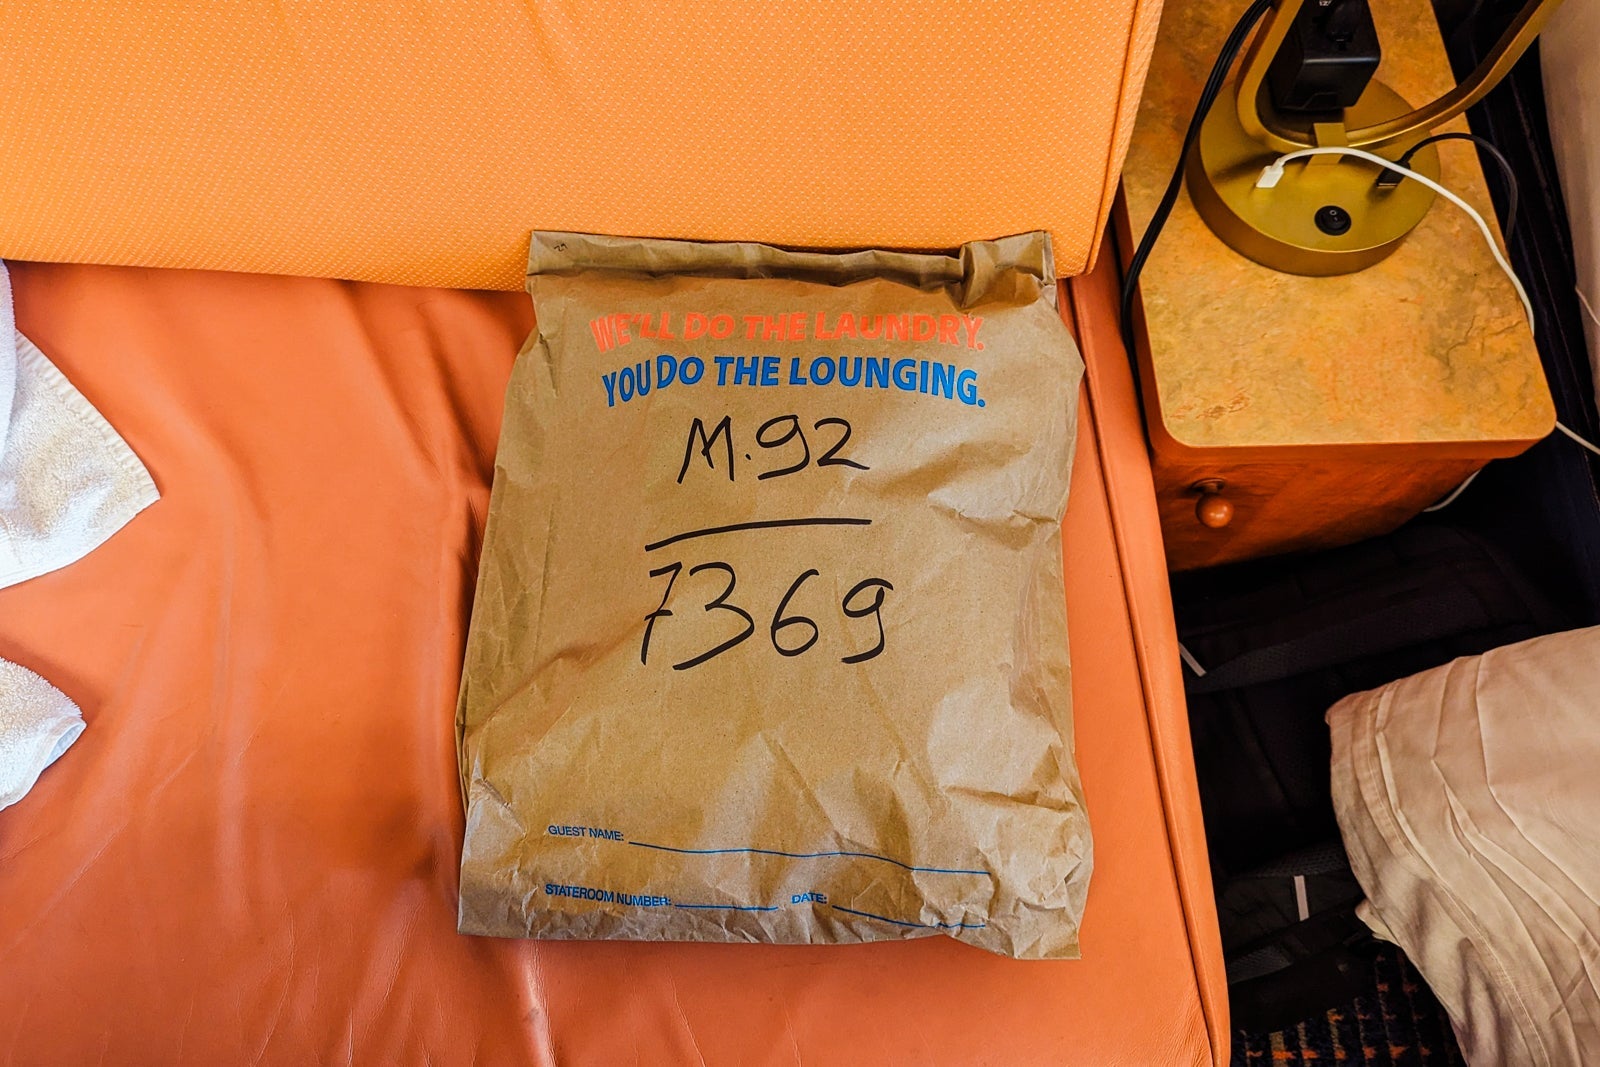 WE'LL DO THE LAUNDRY.
YOU DO THE LOUNGING.
M.92
7369
GUEST NAME:
STATEROOM NUMBER: DATE: